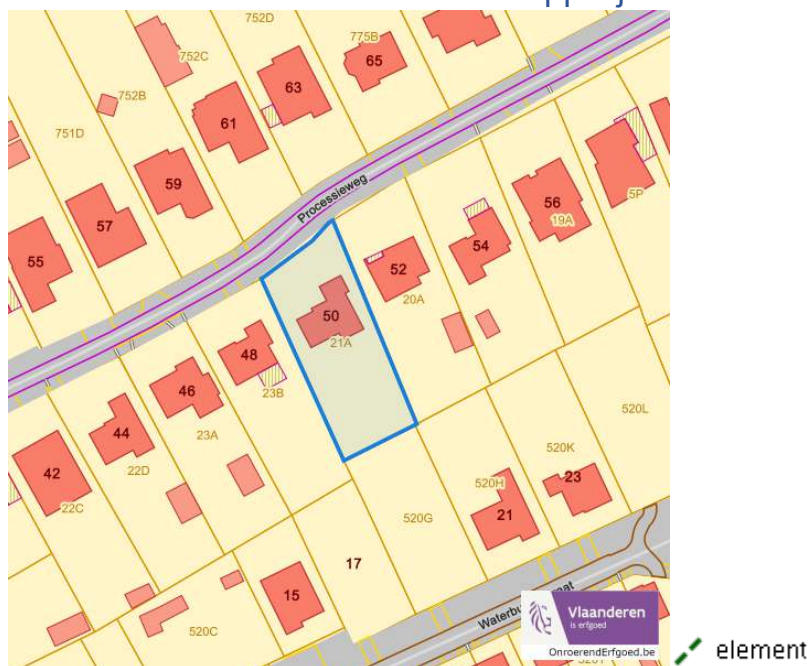 752D
752C
775B
65
63
752B
61
751D
59
Processieweg
57
56
19A
5P
55
54
52
20A
50
21A
48
23B
46
23A
44
22D
42
22C
520L
520K
520H
23
21
520G
17
15
520C
Vlaanderen
is erfgoed
OnroerendErfgoed.be
element